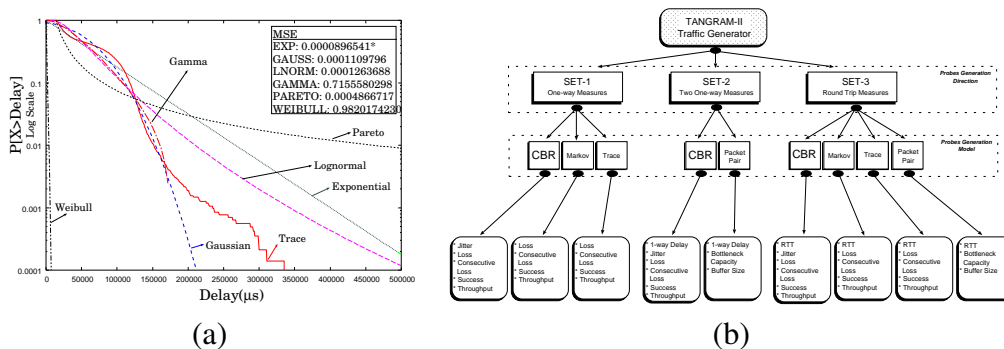 MSE
EXP: 0.0000896541*
GAUSS: 0.0001109796
LNORM: 0.0001263688
GAMMA: 0.7155580298
PARETO: 0.0004866717
WEIBULL: 0.9820174230
1
0.1
0.01
0.001
0.0001
P[X>Delay]
Log Scale
Gamma
Pareto
Lognormal
Exponential
Weibull
Gaussian
Trace
0
50000
100000
150000
200000
250000
300000
350000
400000
450000
500000
Delay(μs)
(a)
TANGRAM-II
Traffic Generator
Probes Generation
Direction
SET-1
One-way Measures
SET-2
Two One-way Measures
SET-3
Round Trip Measures
Probes Generation
Model
CBR
Markov
Trace
CBR
Packet
Pair
CBR
Markov
Trace
Packet
Pair
* Jitter
* Loss
* Consecutive
Loss
* Success
* Throughput
* Loss
* Consecutive
Loss
* Success
* Throughput
* Loss
* Consecutive
Loss
* Success
* Throughput
* 1-way Delay
* Jitter
* Loss
* Consecutive
Loss
* Success
* Throughput
* 1-way Delay
* Bottleneck
Capacity
* Buffer Size
* RTT
* Jitter
* Loss
* Consecutive
Loss
* Success
* Throughput
* RTT
* Loss
* Consecutive
Loss
* Success
* Throughput
* RTT
* Loss
* Consecutive
Loss
* Success
* Throughput
* RTT
* Bottleneck
Capacity
* Buffer Size
(b)